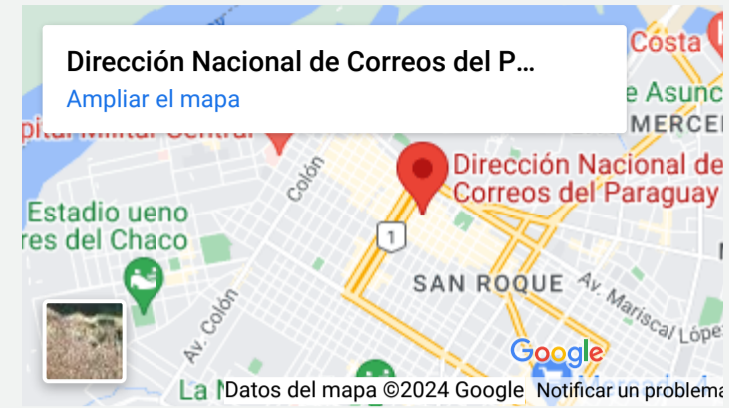 Dirección Nacional de Correos del P...
Ampliar el mapa
Costa
e Asunc
MERCE
Colón
Dirección Nacional de
Correos del Paraguay
Estadio ueno
res del Chaco
1
SAN ROQUE
Av. Mariscal Lópe
Av. Colón
Google
La N
Datos del mapa ©2024 Google
Notificar un problema